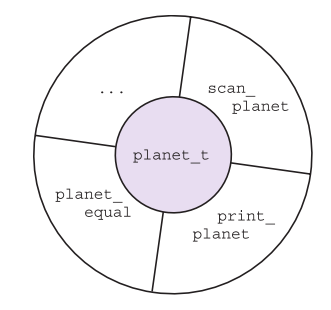 ...
scan_
planet
planet_t
planet_
equal
print_
planet